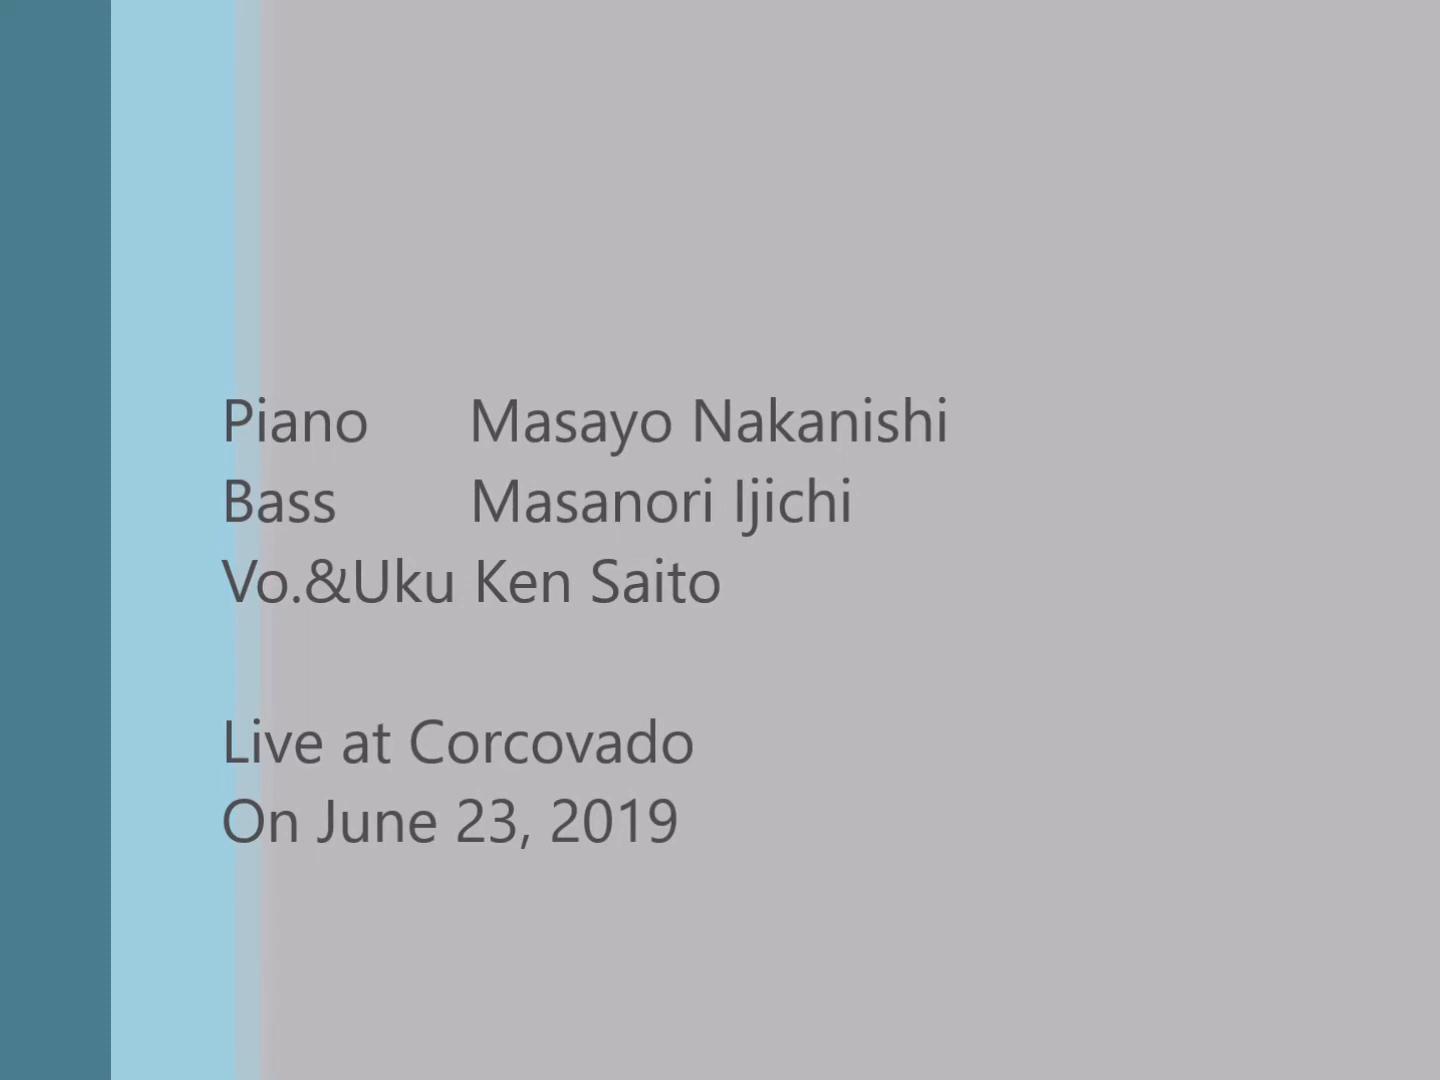 Piano Masayo Nakanishi
Bass Masanori Ijichi
Vo.&Uku Ken Saito
Live at Corcovado
On June 23, 2019